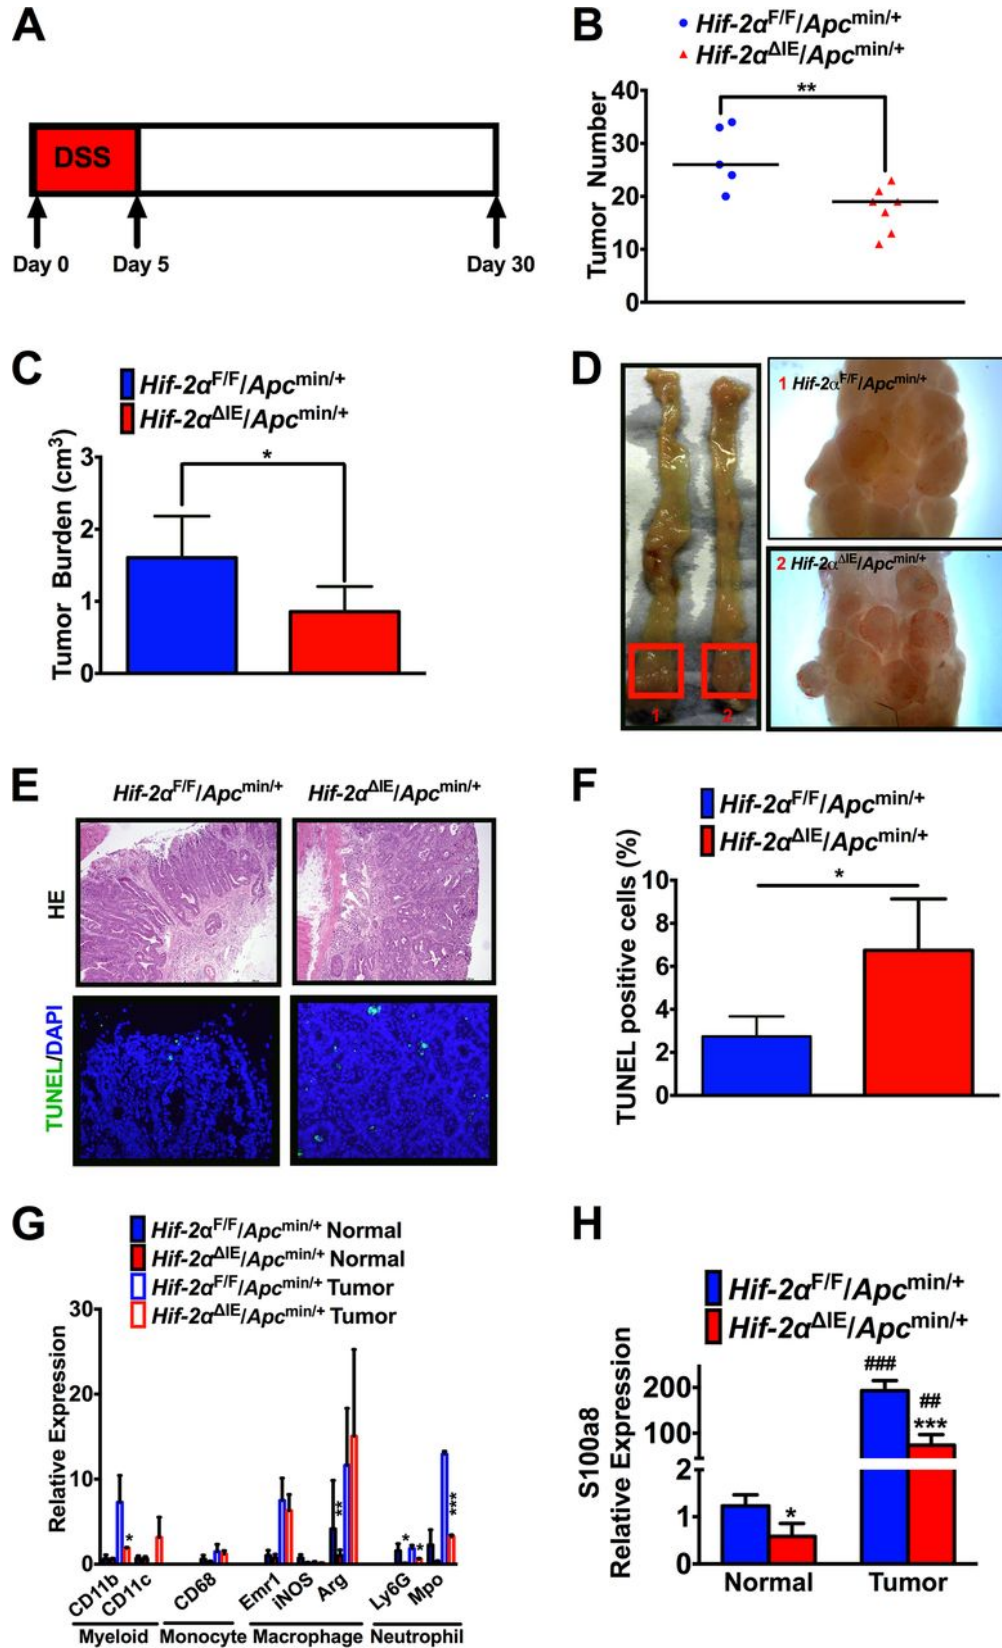 A
DSS
Day 0
Day 5
Day 30
B
Hif-2αF/F/Apcmin/+
Hif-2αΔIE/Apcmin/+
Tumor Number
40
30
20
10
0
**
C
Hif-2αF/F/Apcmin/+
Hif-2αΔIE/Apcmin/+
Tumor Burden (cm3)
3
2
1
0
*
D
1
2
1 Hif-2αF/F/Apcmin/+
2 Hif-2αΔIE/Apcmin/+
E
Hif-2αF/F/Apcmin/+
Hif-2αΔIE/Apcmin/+
HE
TUNEL/DAPI
F
Hif-2αF/F/Apcmin/+
Hif-2αΔIE/Apcmin/+
TUNEL positive cells (%)
10
8
6
4
2
0
*
G
Hif-2αF/F/Apcmin/+ Normal
Hif-2αΔIE/Apcmin/+ Normal
Hif-2αF/F/Apcmin/+ Tumor
Hif-2αΔIE/Apcmin/+ Tumor
Relative Expression
30
20
10
0
*
**
*
*
***
CD11b
CD11c
CD68
Emr1
iNOS
Arg
Ly6G
Mpo
Myeloid
Monocyte
Macrophage
Neutrophil
H
Hif-2αF/F/Apcmin/+
Hif-2αΔIE/Apcmin/+
S100a8
Relative Expression
200
100
2
1
0
*
###
##
***
Normal
Tumor